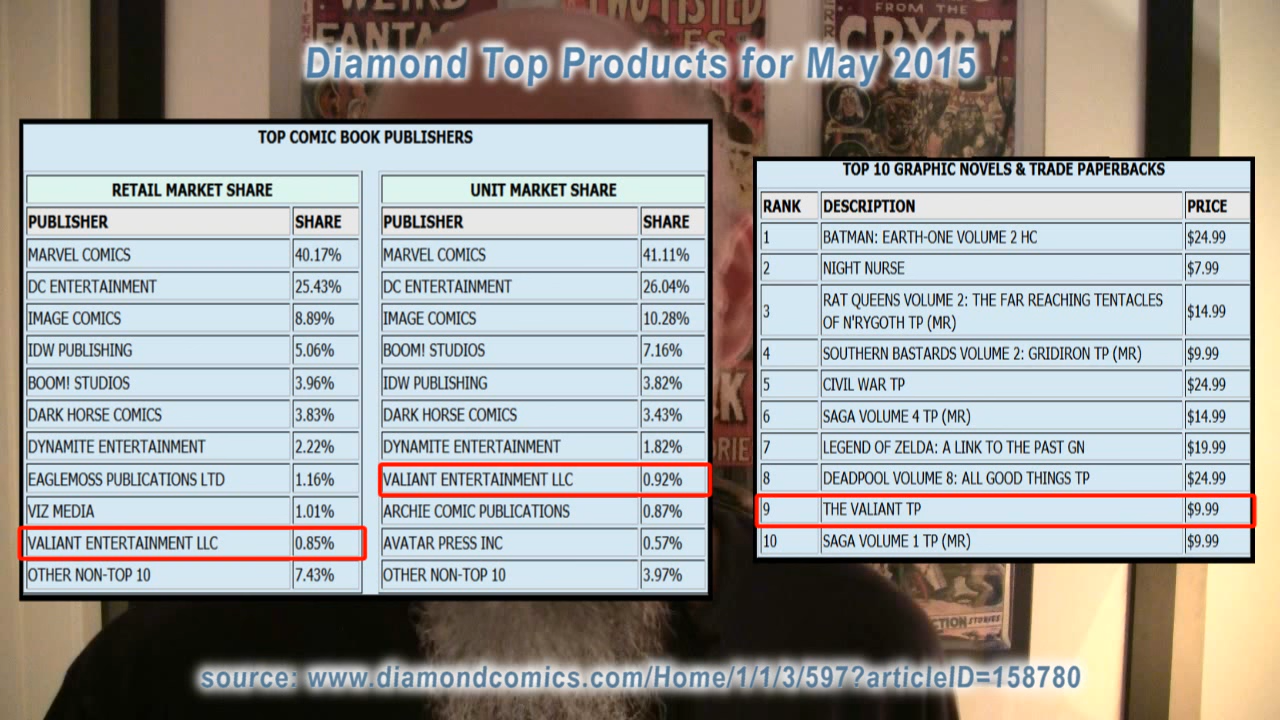 WEIRD
FANTA
TWO-FISTED
FROM THE
CRYPT
Diamond Top Products for May 2015
TOP COMIC BOOK PUBLISHERS
RETAIL MARKET SHARE
PUBLISHER SHARE
MARVEL COMICS 40.17%
DC ENTERTAINMENT 25.43%
IMAGE COMICS 8.89%
IDW PUBLISHING 5.06%
BOOM! STUDIOS 3.96%
DARK HORSE COMICS 3.83%
DYNAMITE ENTERTAINMENT 2.22%
EAGLEMOSS PUBLICATIONS LTD 1.16%
VIZ MEDIA 1.01%
VALIANT ENTERTAINMENT LLC 0.85%
OTHER NON-TOP 10 7.43%
UNIT MARKET SHARE
PUBLISHER SHARE
MARVEL COMICS 41.11%
DC ENTERTAINMENT 26.04%
IMAGE COMICS 10.28%
BOOM! STUDIOS 7.16%
IDW PUBLISHING 3.82%
DARK HORSE COMICS 3.43%
DYNAMITE ENTERTAINMENT 1.82%
VALIANT ENTERTAINMENT LLC 0.92%
ARCHIE COMIC PUBLICATIONS 0.87%
AVATAR PRESS INC 0.57%
OTHER NON-TOP 10 3.97%
TOP 10 GRAPHIC NOVELS & TRADE PAPERBACKS
RANK DESCRIPTION PRICE
1 BATMAN: EARTH-ONE VOLUME 2 HC $24.99
2 NIGHT NURSE $7.99
3 RAT QUEENS VOLUME 2: THE FAR REACHING TENTACLES
OF N'RYGOTH TP (MR) $14.99
4 SOUTHERN BASTARDS VOLUME 2: GRIDIRON TP (MR) $9.99
5 CIVIL WAR TP $24.99
6 SAGA VOLUME 4 TP (MR) $14.99
7 LEGEND OF ZELDA: A LINK TO THE PAST GN $19.99
8 DEADPOOL VOLUME 8: ALL GOOD THINGS TP $24.99
9 THE VALIANT TP $9.99
10 SAGA VOLUME 1 TP (MR) $9.99
source: www.diamondcomics.com/Home/1/1/3/597?articleID=158780